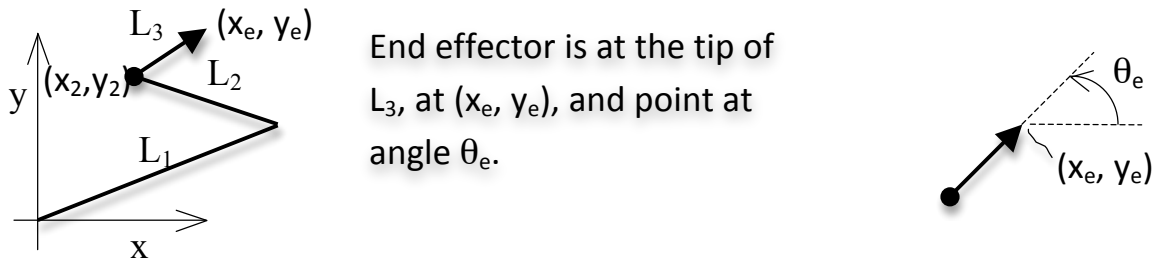 L₃ (xₑ, yₑ)
(x₂,y₂) L₂
y
L₁
x
End effector is at the tip of
L₃, at (xₑ, yₑ), and point at
angle θₑ.
θₑ
(xₑ, yₑ)